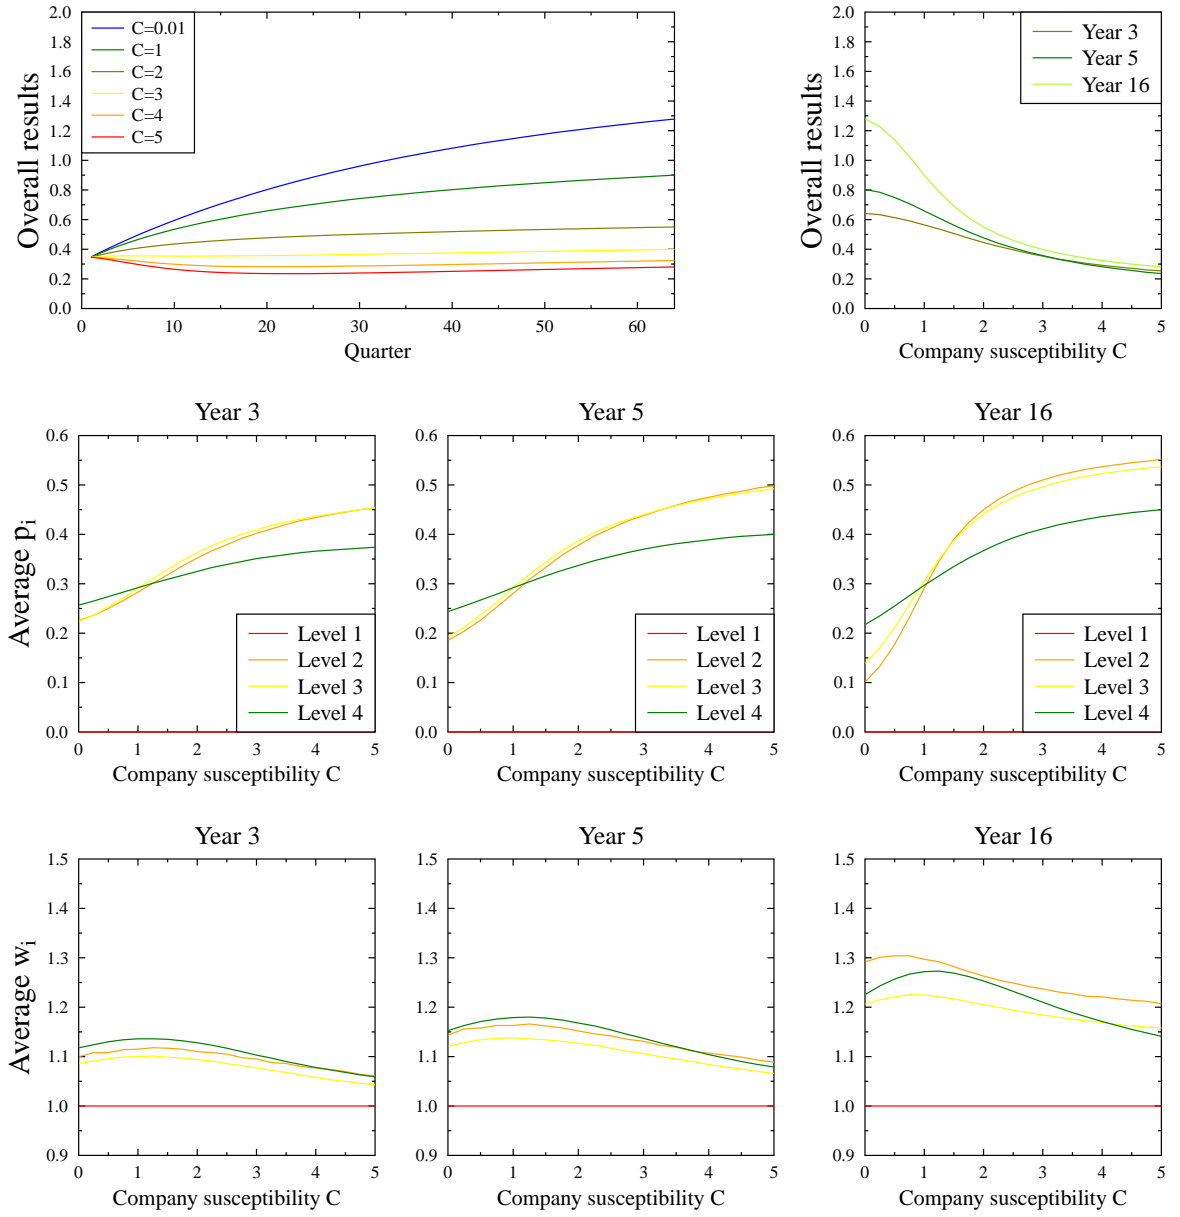 2.0
1.8
1.6
1.4
1.2
1.0
0.8
0.6
0.4
0.2
0.0
Overall results
C=0.01
C=1
C=2
C=3
C=4
C=5
0 10 20 30 40 50 60
Quarter
2.0
1.8
1.6
1.4
1.2
1.0
0.8
0.6
0.4
0.2
0.0
Overall results
Year 3
Year 5
Year 16
0 1 2 3 4 5
Company susceptibility C
Year 3
0.6
0.5
0.4
0.3
0.2
0.1
0.0
Average pi
Level 1
Level 2
Level 3
Level 4
0 1 2 3 4 5
Company susceptibility C
Year 5
0.6
0.5
0.4
0.3
0.2
0.1
0.0
Level 1
Level 2
Level 3
Level 4
0 1 2 3 4 5
Company susceptibility C
Year 16
0.6
0.5
0.4
0.3
0.2
0.1
0.0
Level 1
Level 2
Level 3
Level 4
0 1 2 3 4 5
Company susceptibility C
Year 3
1.5
1.4
1.3
1.2
1.1
1.0
0.9
Average wi
0 1 2 3 4 5
Company susceptibility C
Year 5
1.5
1.4
1.3
1.2
1.1
1.0
0.9
0 1 2 3 4 5
Company susceptibility C
Year 16
1.5
1.4
1.3
1.2
1.1
1.0
0.9
0 1 2 3 4 5
Company susceptibility C